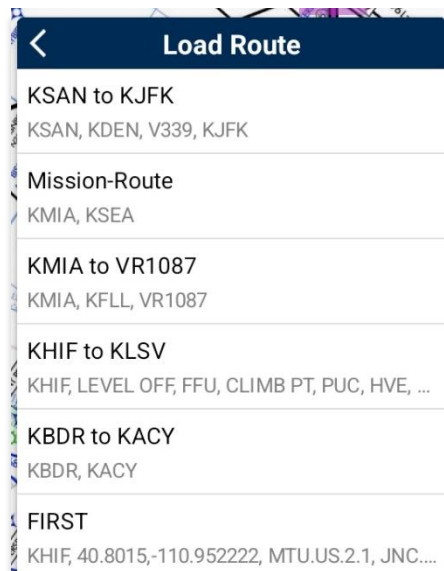 Load Route
KSAN to KJFK
KSAN, KDEN, V339, KJFK
Mission-Route
KMIA, KSEA
KMIA to VR1087
KMIA, KFLL, VR1087
KHIF to KLSV
KHIF, LEVEL OFF, FFU, CLIMB PT, PUC, HVE, ...
KBDR to KACY
KBDR, KACY
FIRST
KHIF, 40.8015,-110.952222, MTU.US.2.1, JNC....